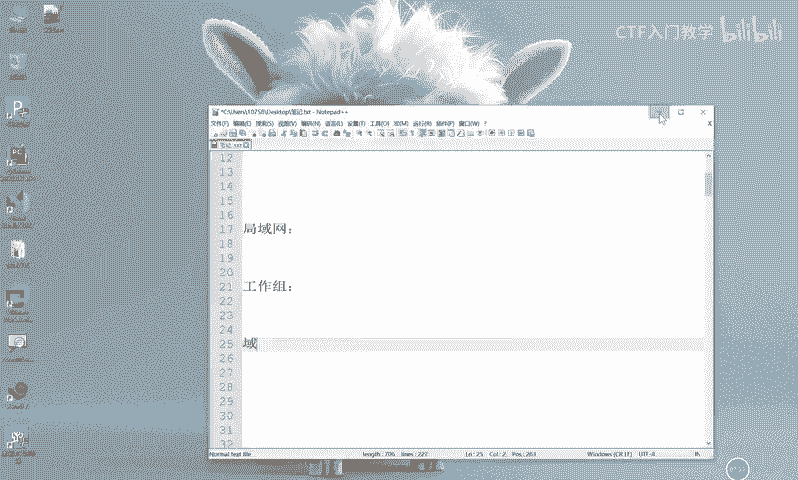 CTF入门教学 bilibili
*C:\Users\10758\Desktop\笔记.txt - Notepad++
文件(F) 编辑(E) 搜索(S) 视图(V) 编码(N) 语言(L) 设置(T) 工具(O) 宏(M) 运行(R) 插件(P) 窗口(W) ?
笔记.txt
12
13
14
15
16
17 局域网：
18
19
20
21 工作组：
22
23
24
25 域
26
27
28
29
30
31
32
Normal text file length : 706 lines : 227 Ln : 25 Col : 2 Pos : 263 Windows (CR LF) UTF-8 IN